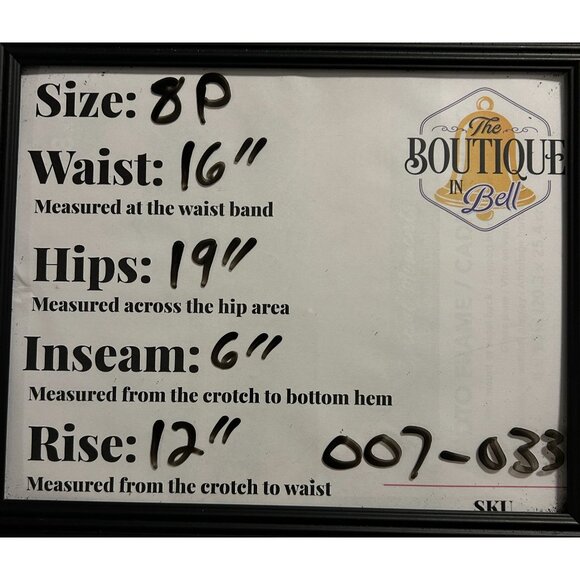 Size: 8P
The
BOUTIQUE
IN
Bell
Waist: 16"
Measured at the waist band
Hips: 19"
Measured across the hip area
Inseam: 6"
Measured from the crotch to bottom hem
Rise: 12"
007-033
Measured from the crotch to waist
SKU